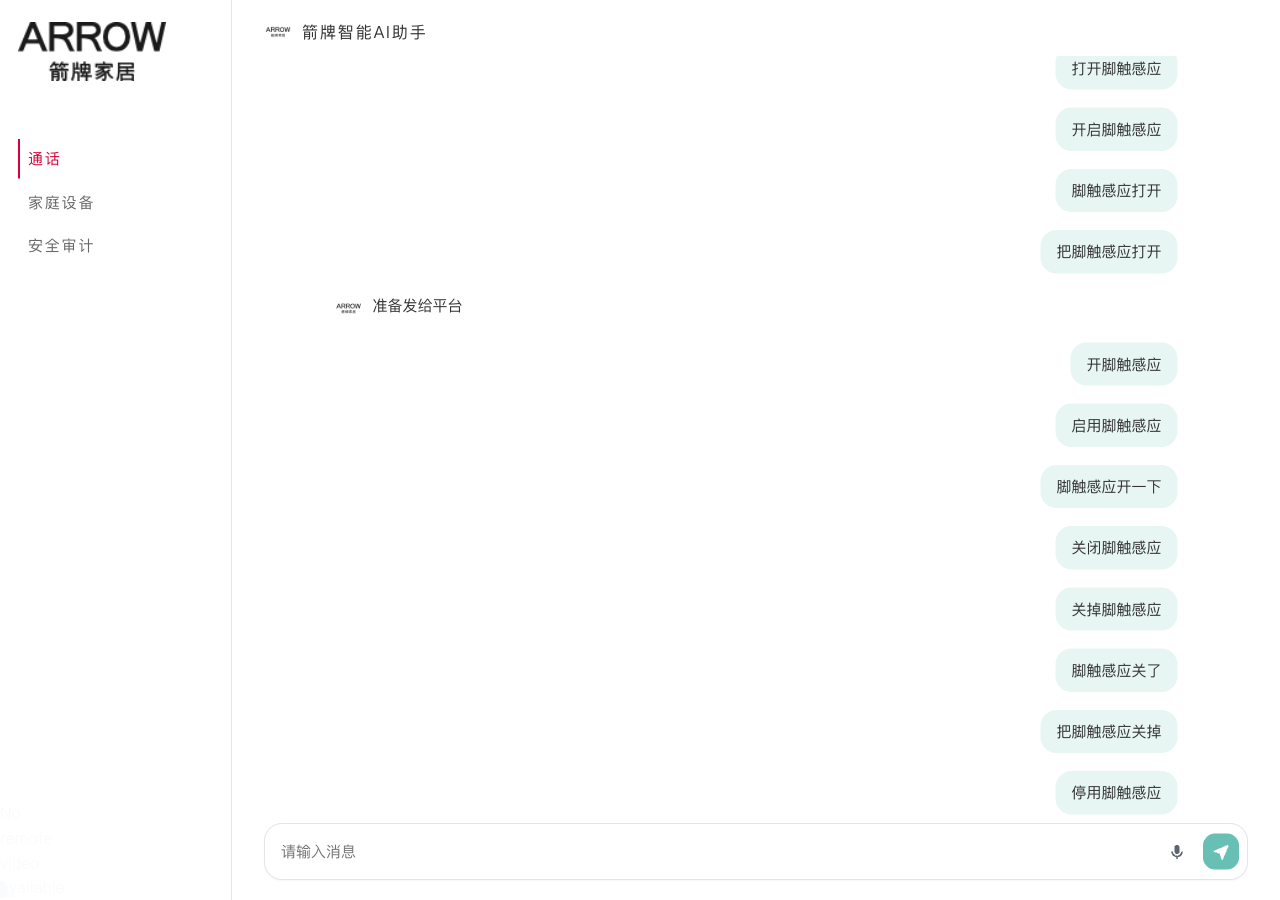 ARROW
箭牌家居
通话
家庭设备
安全审计
ARROW
箭牌智能AI助手
打开脚触感应
开启脚触感应
脚触感应打开
把脚触感应打开
ARROW
准备发给平台
开脚触感应
启用脚触感应
脚触感应开一下
关闭脚触感应
关掉脚触感应
脚触感应关了
把脚触感应关掉
停用脚触感应
请输入消息